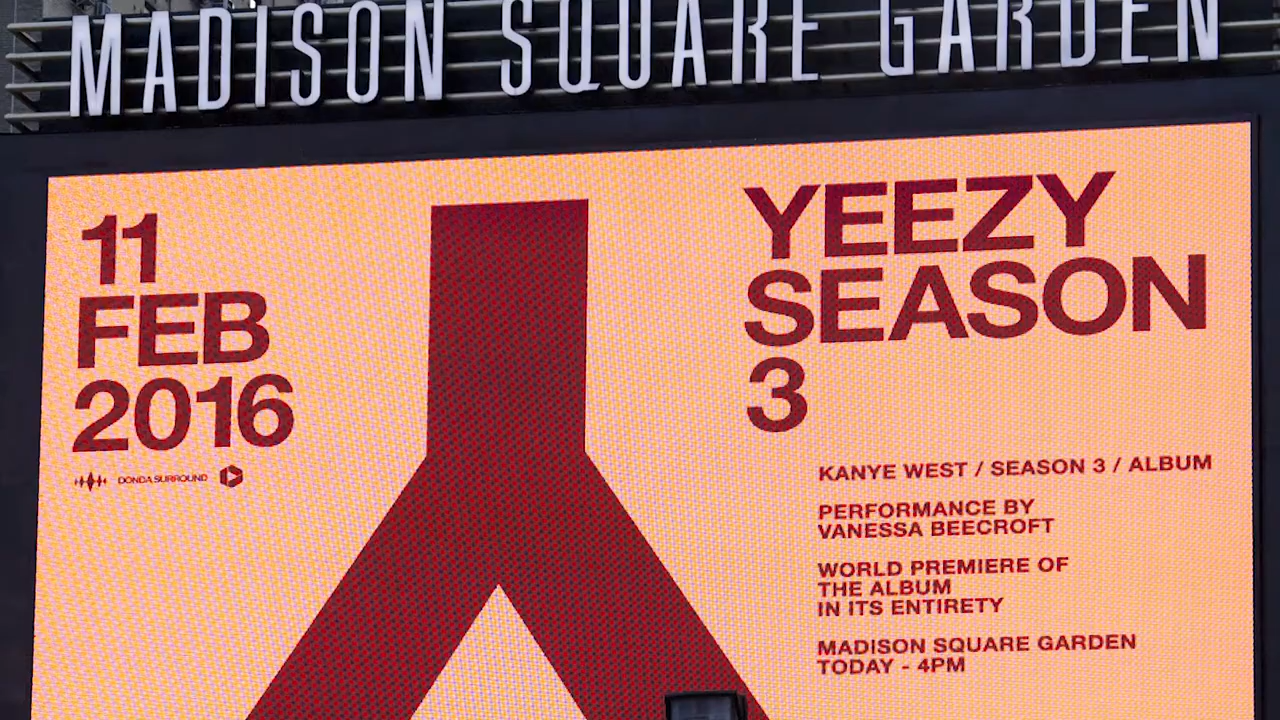 MADISON SQUARE GARDEN
11
FEB
2016
DONDA SURROUND
YEEZY
SEASON
3
KANYE WEST / SEASON 3 / ALBUM
PERFORMANCE BY
VANESSA BEECROFT
WORLD PREMIERE OF
THE ALBUM
IN ITS ENTIRETY
MADISON SQUARE GARDEN
TODAY - 4PM